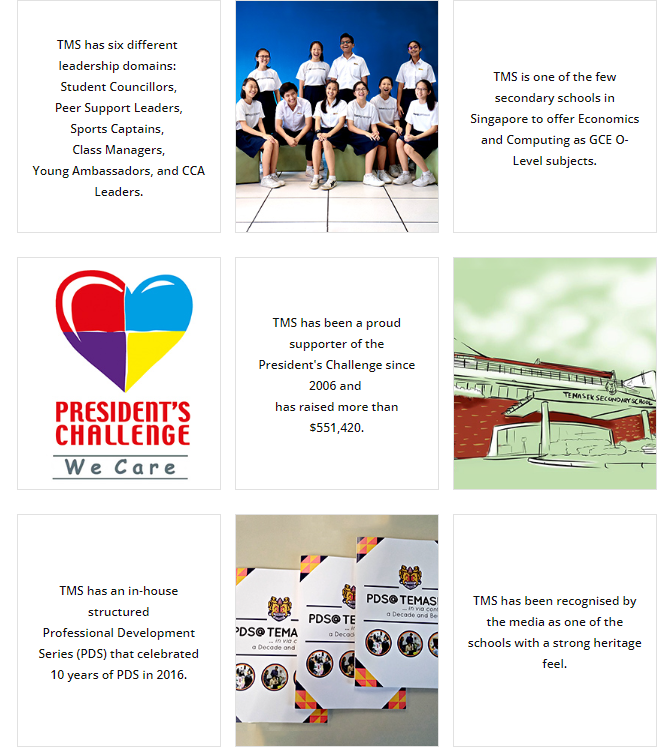 TMS has six different
leadership domains:
Student Councillors,
Peer Support Leaders,
Sports Captains,
Class Managers,
Young Ambassadors, and CCA
Leaders.
TMS is one of the few
secondary schools in
Singapore to offer Economics
and Computing as GCE O-
Level subjects.
PRESIDENT'S
CHALLENGE
We Care
TMS has been a proud
supporter of the
President's Challenge since
2006 and
has raised more than
$551,420.
TEMASEK SECONDARY SCHOOL
TMS has an in-house
structured
Professional Development
Series (PDS) that celebrated
10 years of PDS in 2016.
PDS@ TEMA
a Decade and
PDS@ TEMA
a Decade and
PDS@ TEMAS
a Decade and Be
TMS has been recognised by
the media as one of the
schools with a strong heritage
feel.